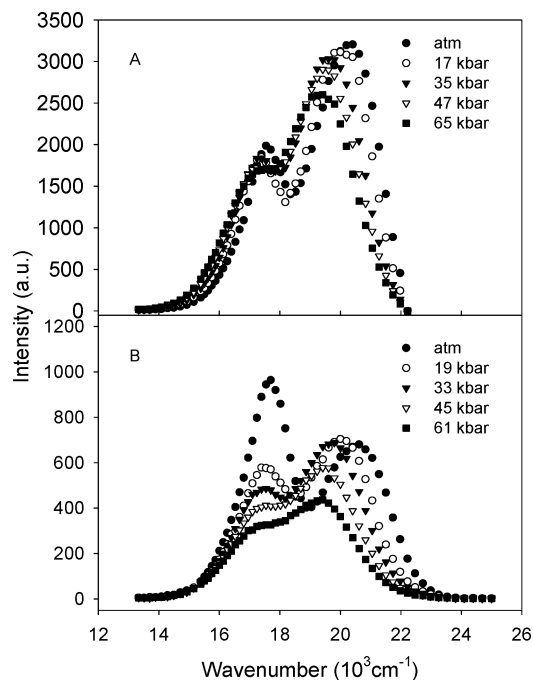 3500
3000
2500
2000
1500
1000
500
0
A
atm
17 kbar
35 kbar
47 kbar
65 kbar
Intensity (a.u.)
1200
1000
800
600
400
200
0
B
atm
19 kbar
33 kbar
45 kbar
61 kbar
12 14 16 18 20 22 24 26
Wavenumber (10³cm⁻¹)